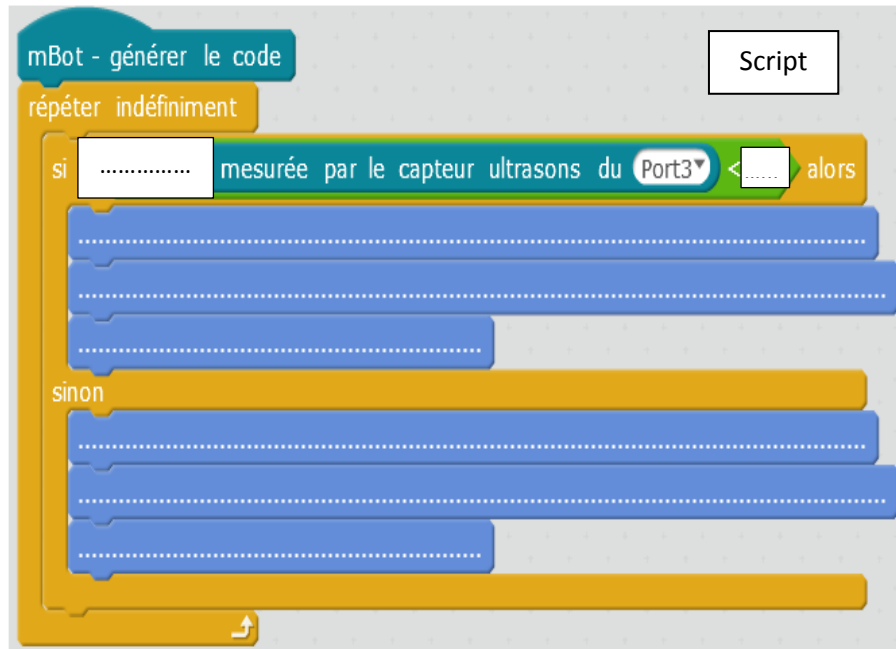 mBot - générer le code
Script
répéter indéfiniment
si ............... mesurée par le capteur ultrasons du Port3 < ...... alors
..........................................................................................................
.............................................................................................................
......................................................
sinon
..........................................................................................................
.............................................................................................................
......................................................